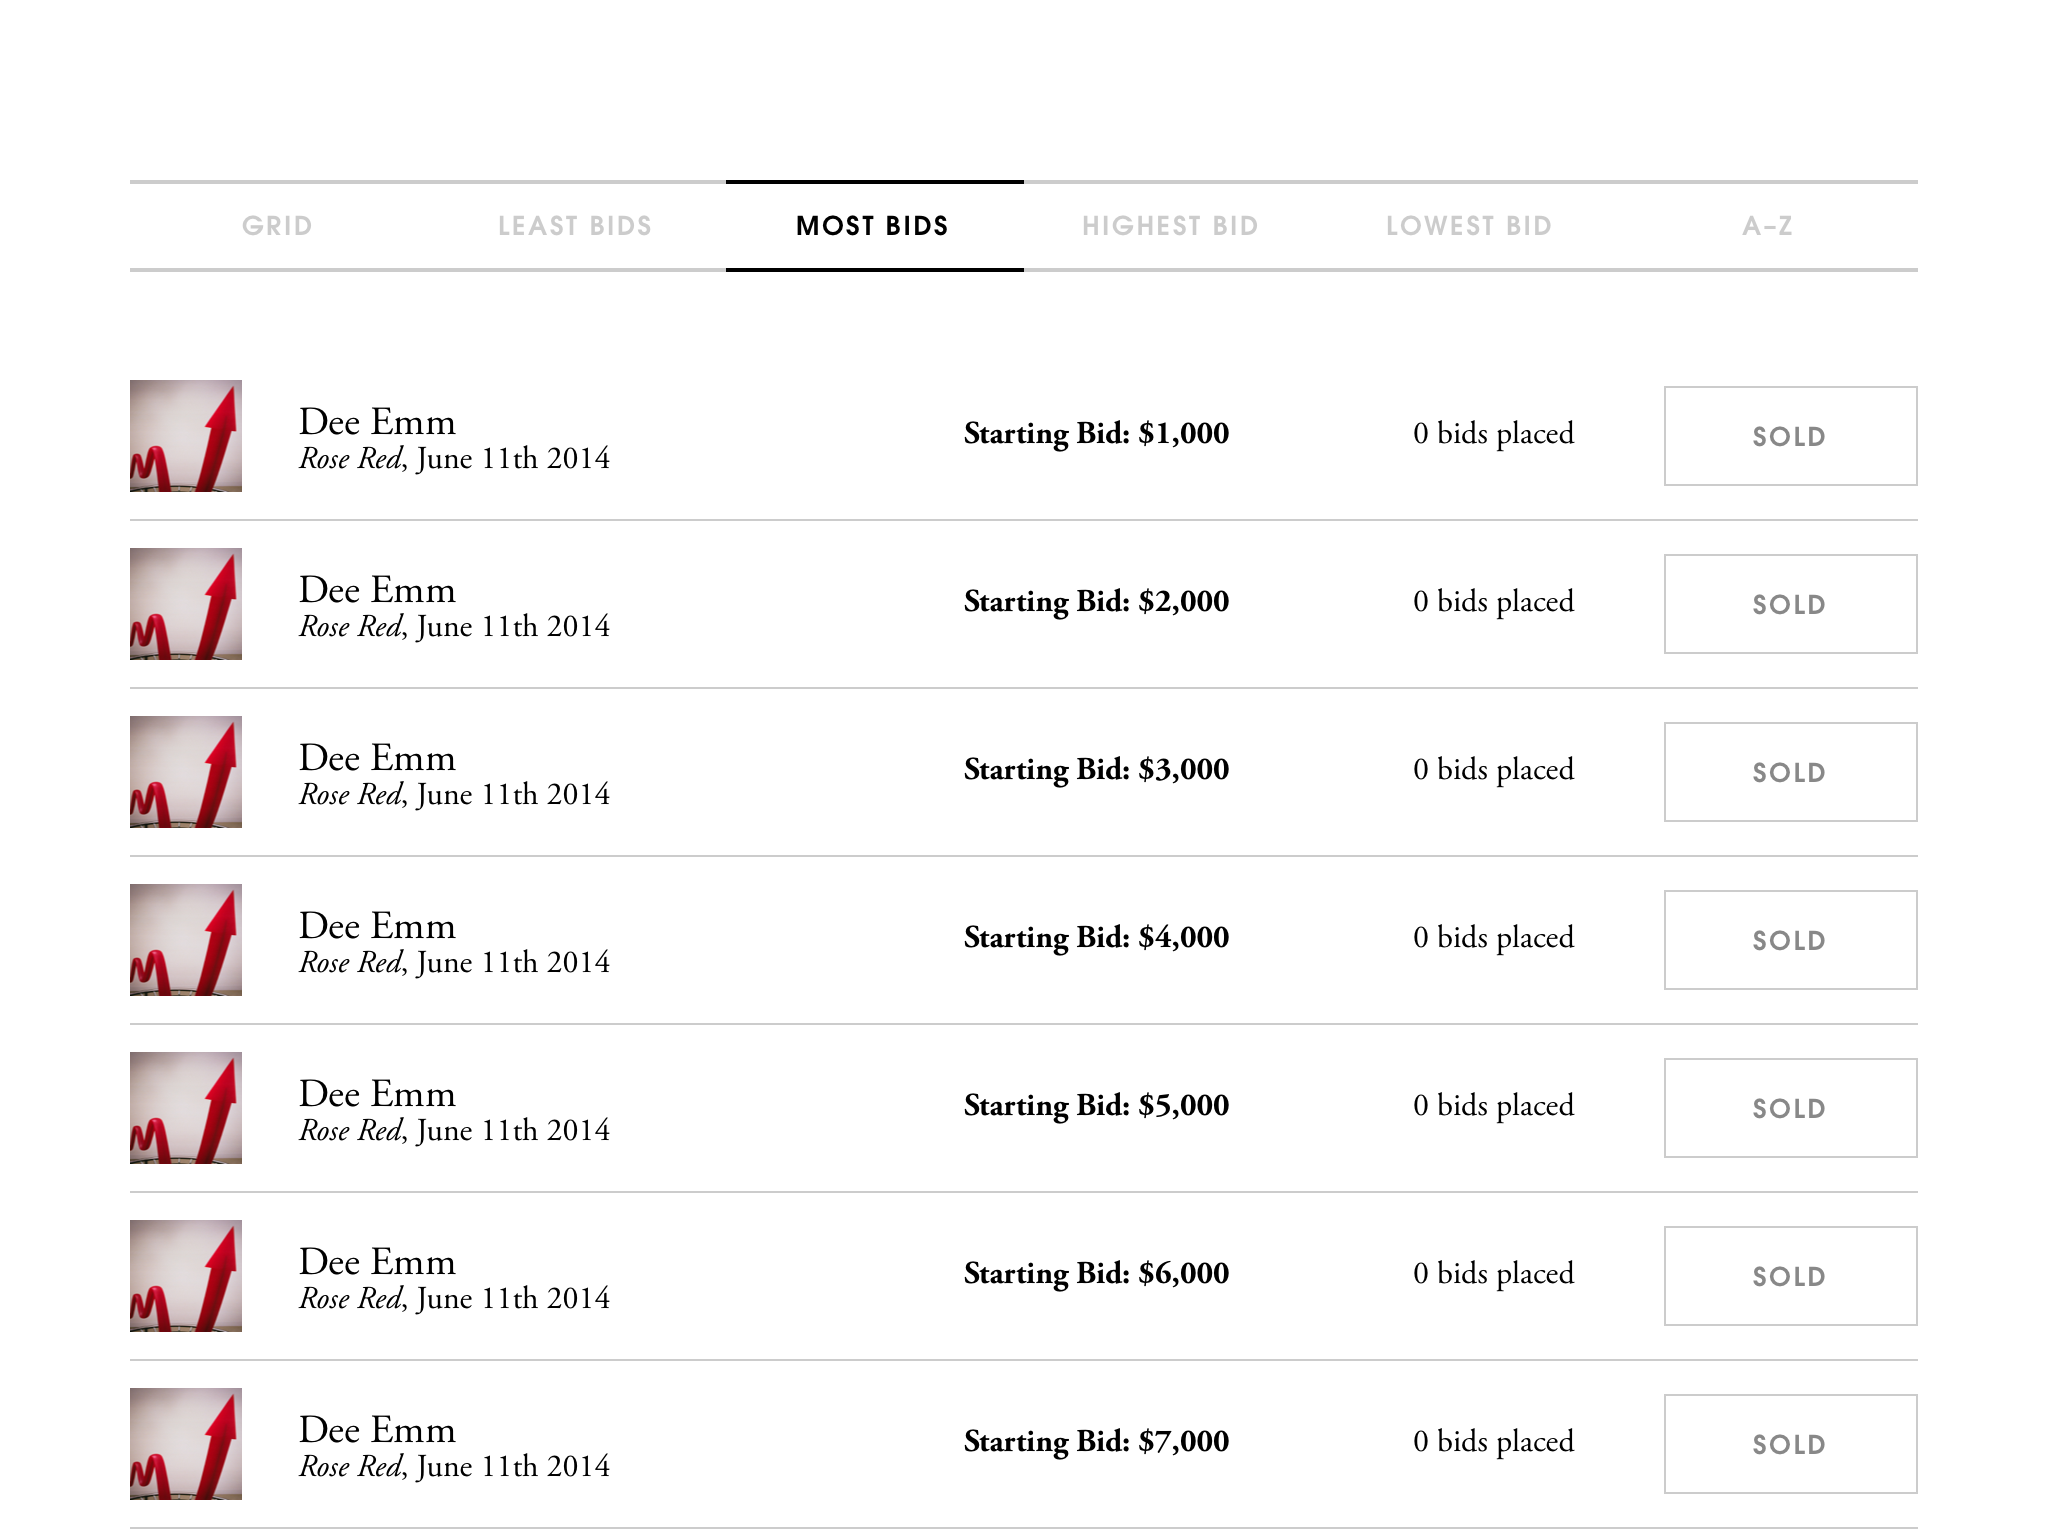 GRID LEAST BIDS MOST BIDS HIGHEST BID LOWEST BID A–Z
Dee Emm
Rose Red, June 11th 2014
Starting Bid: $1,000
0 bids placed
SOLD
Dee Emm
Rose Red, June 11th 2014
Starting Bid: $2,000
0 bids placed
SOLD
Dee Emm
Rose Red, June 11th 2014
Starting Bid: $3,000
0 bids placed
SOLD
Dee Emm
Rose Red, June 11th 2014
Starting Bid: $4,000
0 bids placed
SOLD
Dee Emm
Rose Red, June 11th 2014
Starting Bid: $5,000
0 bids placed
SOLD
Dee Emm
Rose Red, June 11th 2014
Starting Bid: $6,000
0 bids placed
SOLD
Dee Emm
Rose Red, June 11th 2014
Starting Bid: $7,000
0 bids placed
SOLD